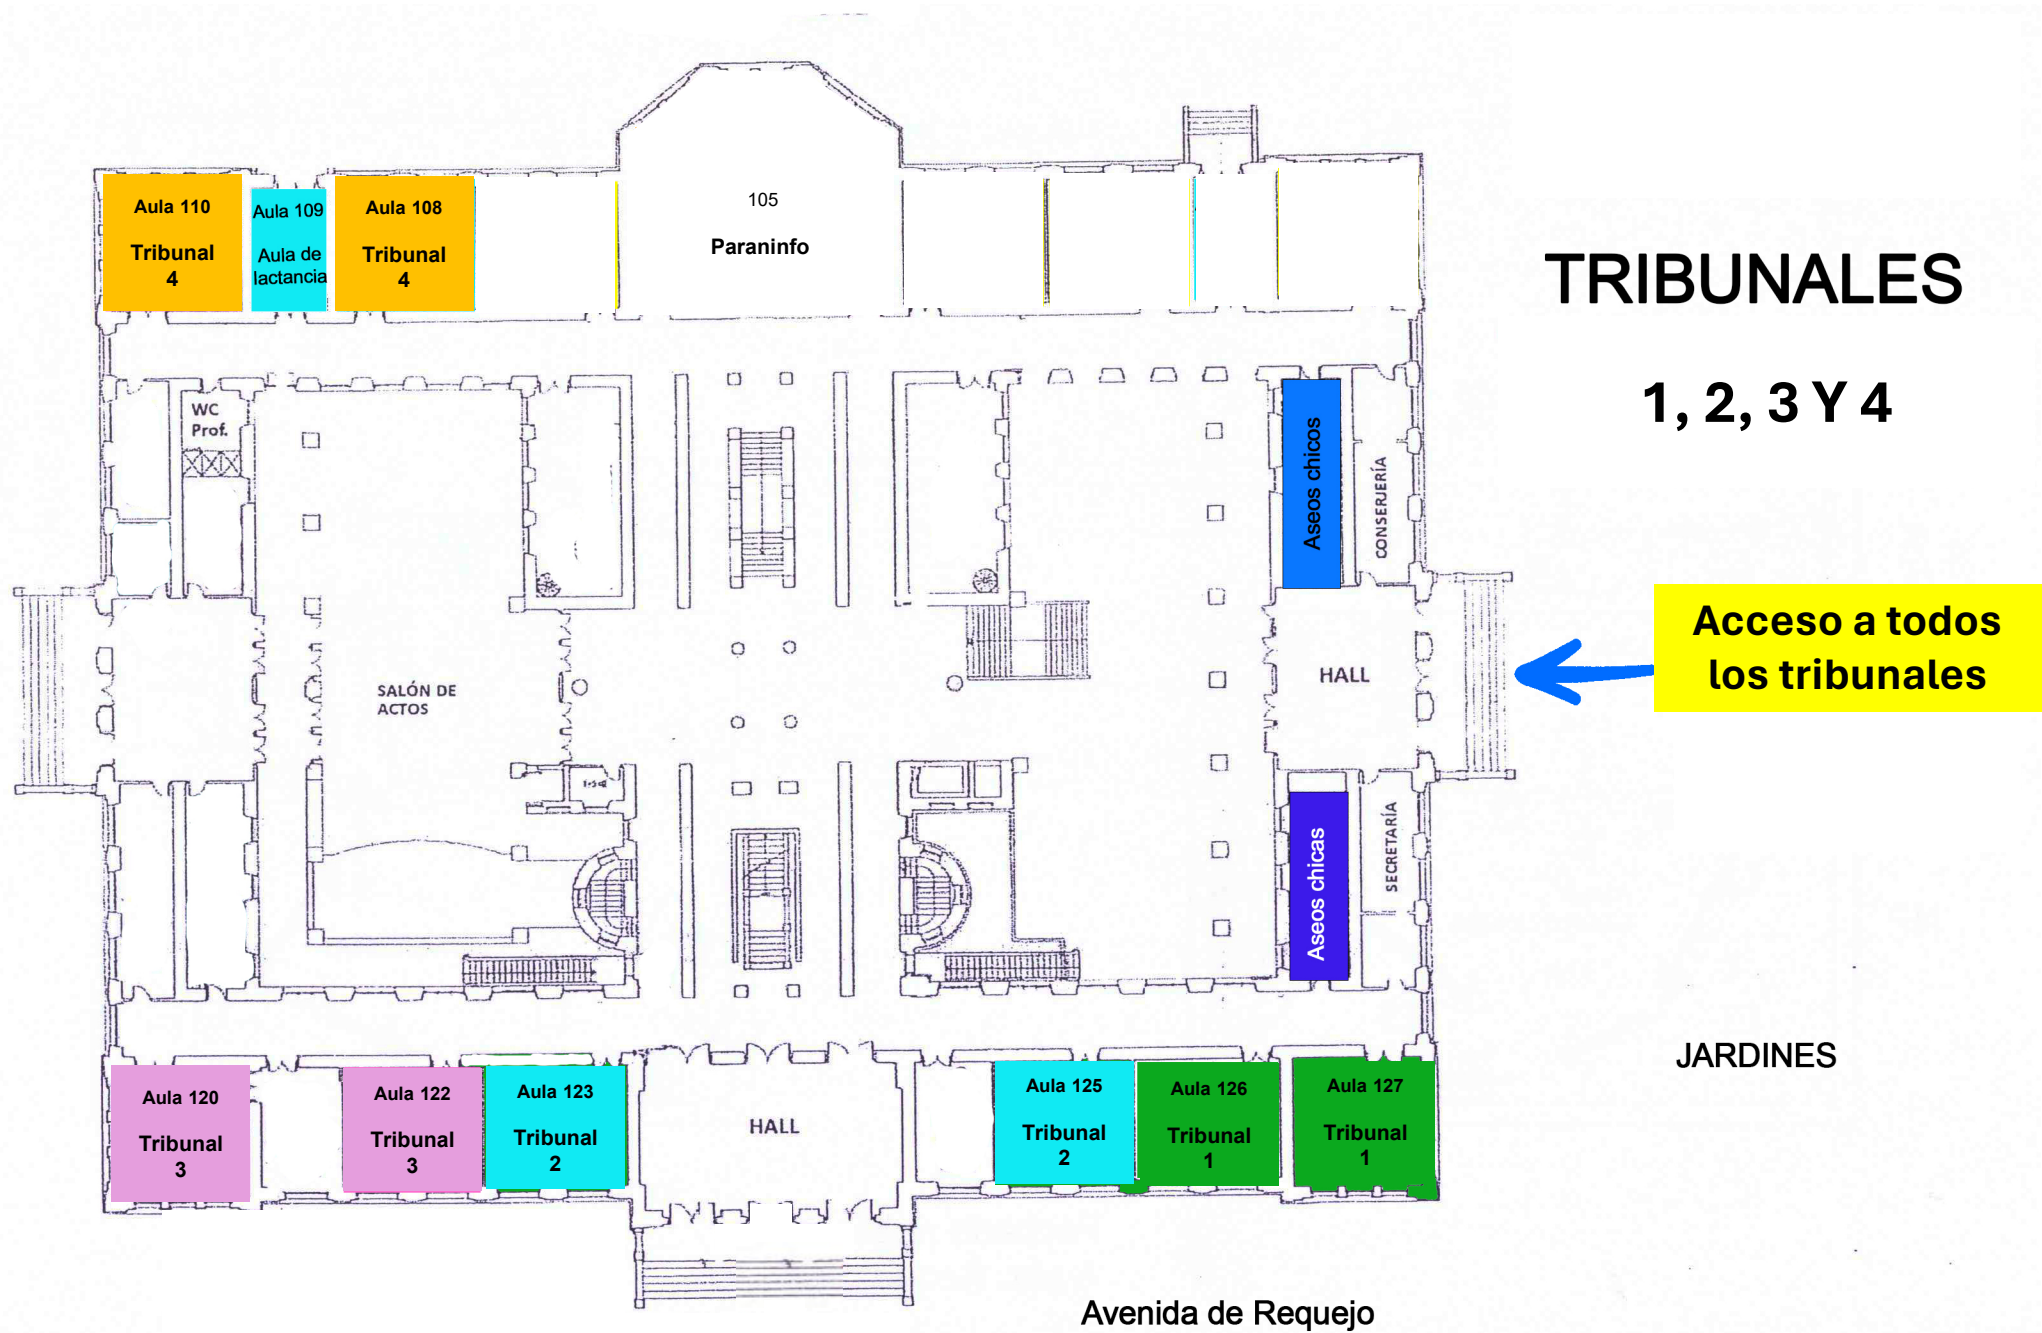 Aula 110
Tribunal
4
Aula 109
Aula de
lactancia
Aula 108
Tribunal
4
105
Paraninfo
TRIBUNALES
1, 2, 3 Y 4
WC
Prof.
Aseos chicos
CONSERJERÍA
Acceso a todos
los tribunales
HALL
SALÓN DE
ACTOS
Aseos chicas
SECRETARÍA
JARDINES
Aula 120
Tribunal
3
Aula 122
Tribunal
3
Aula 123
Tribunal
2
HALL
Aula 125
Tribunal
2
Aula 126
Tribunal
1
Aula 127
Tribunal
1
Avenida de Requejo